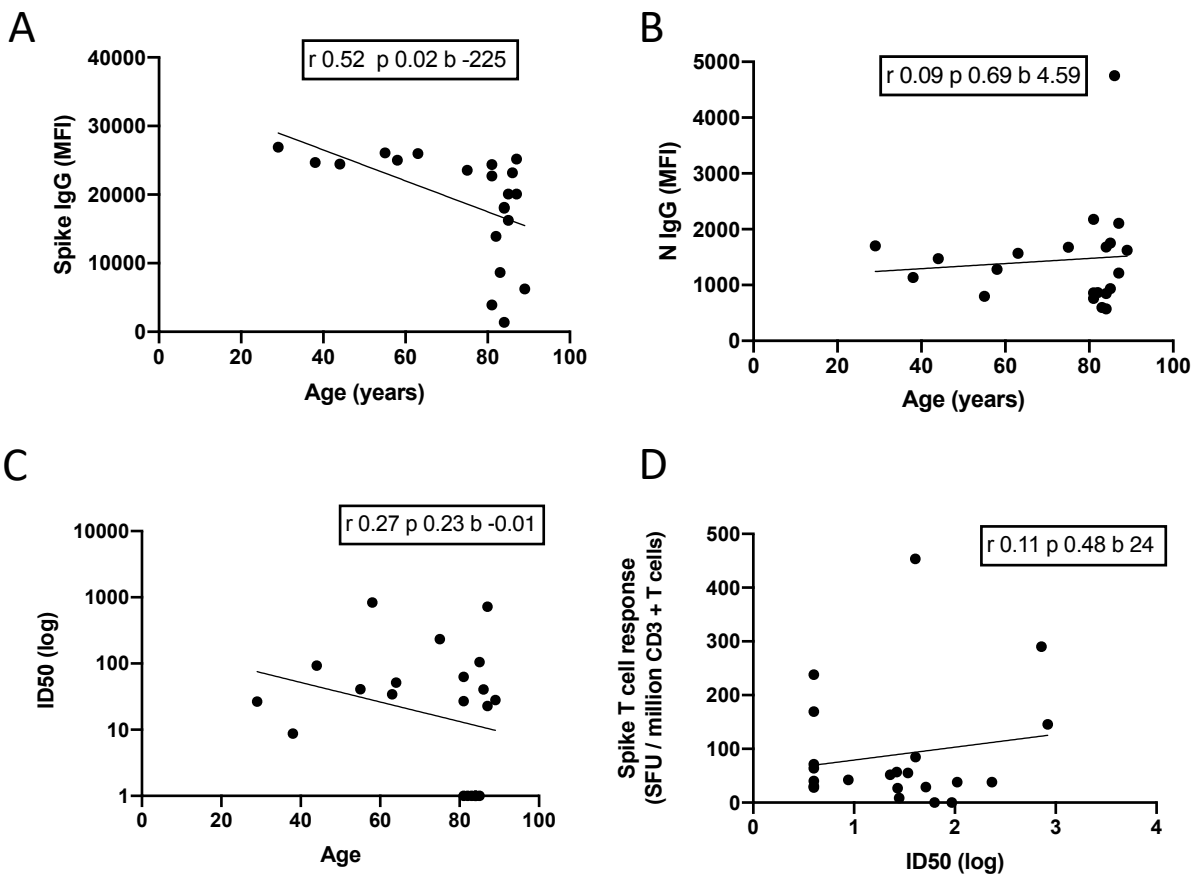 A
r 0.52 p 0.02 b -225
40000
30000
20000
10000
0
Spike IgG (MFI)
0 20 40 60 80 100
Age (years)
B
r 0.09 p 0.69 b 4.59
5000
4000
3000
2000
1000
0
N IgG (MFI)
0 20 40 60 80 100
Age (years)
C
r 0.27 p 0.23 b -0.01
10000
1000
100
10
1
ID50 (log)
0 20 40 60 80 100
Age
D
r 0.11 p 0.48 b 24
500
400
300
200
100
0
Spike T cell response
(SFU / million CD3 + T cells)
0 1 2 3 4
ID50 (log)